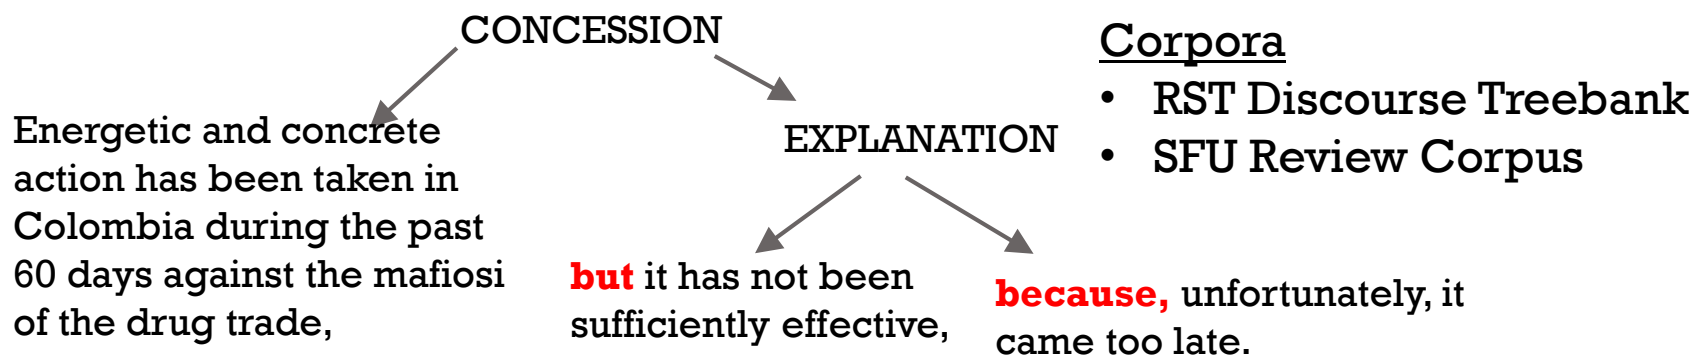 CONCESSION
Energetic and concrete
action has been taken in
Colombia during the past
60 days against the mafiosi
of the drug trade,
EXPLANATION
but it has not been
sufficiently effective,
because, unfortunately, it
came too late.
Corpora
• RST Discourse Treebank
• SFU Review Corpus